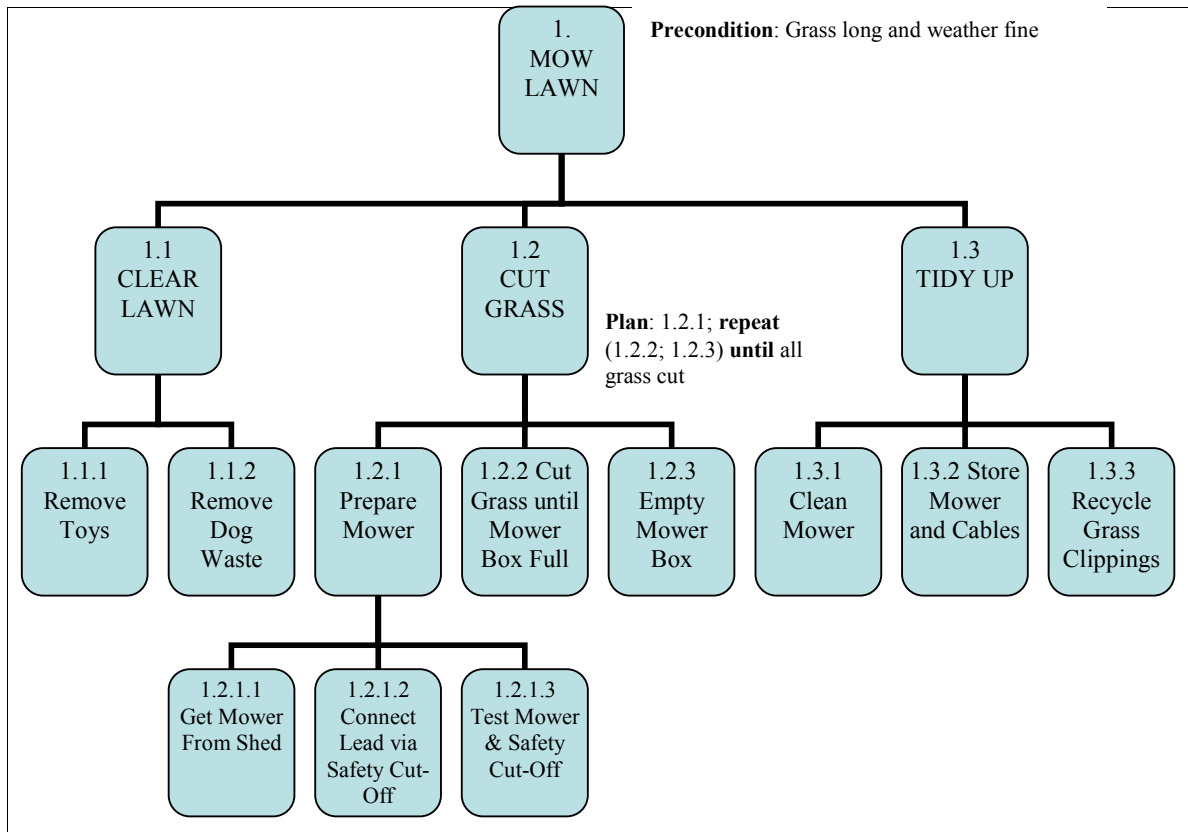 1.
MOW
LAWN
Precondition: Grass long and weather fine
1.1
CLEAR
LAWN
1.2
CUT
GRASS
Plan: 1.2.1; repeat
(1.2.2; 1.2.3) until all
grass cut
1.3
TIDY UP
1.1.1
Remove
Toys
1.1.2
Remove
Dog
Waste
1.2.1
Prepare
Mower
1.2.2 Cut
Grass until
Mower
Box Full
1.2.3
Empty
Mower
Box
1.3.1
Clean
Mower
1.3.2 Store
Mower
and Cables
1.3.3
Recycle
Grass
Clippings
1.2.1.1
Get Mower
From Shed
1.2.1.2
Connect
Lead via
Safety Cut-
Off
1.2.1.3
Test Mower
& Safety
Cut-Off